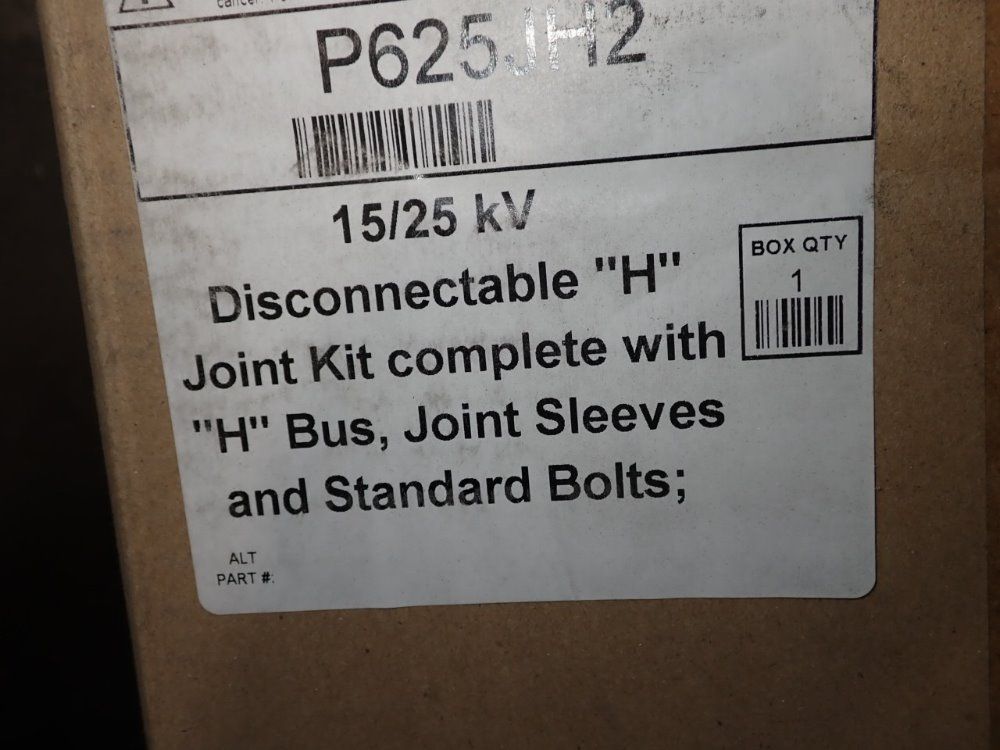 P625JH2
15/25 kV
Disconnectable "H"
Joint Kit complete with
"H" Bus, Joint Sleeves
and Standard Bolts;
BOX QTY
1
ALT
PART #: